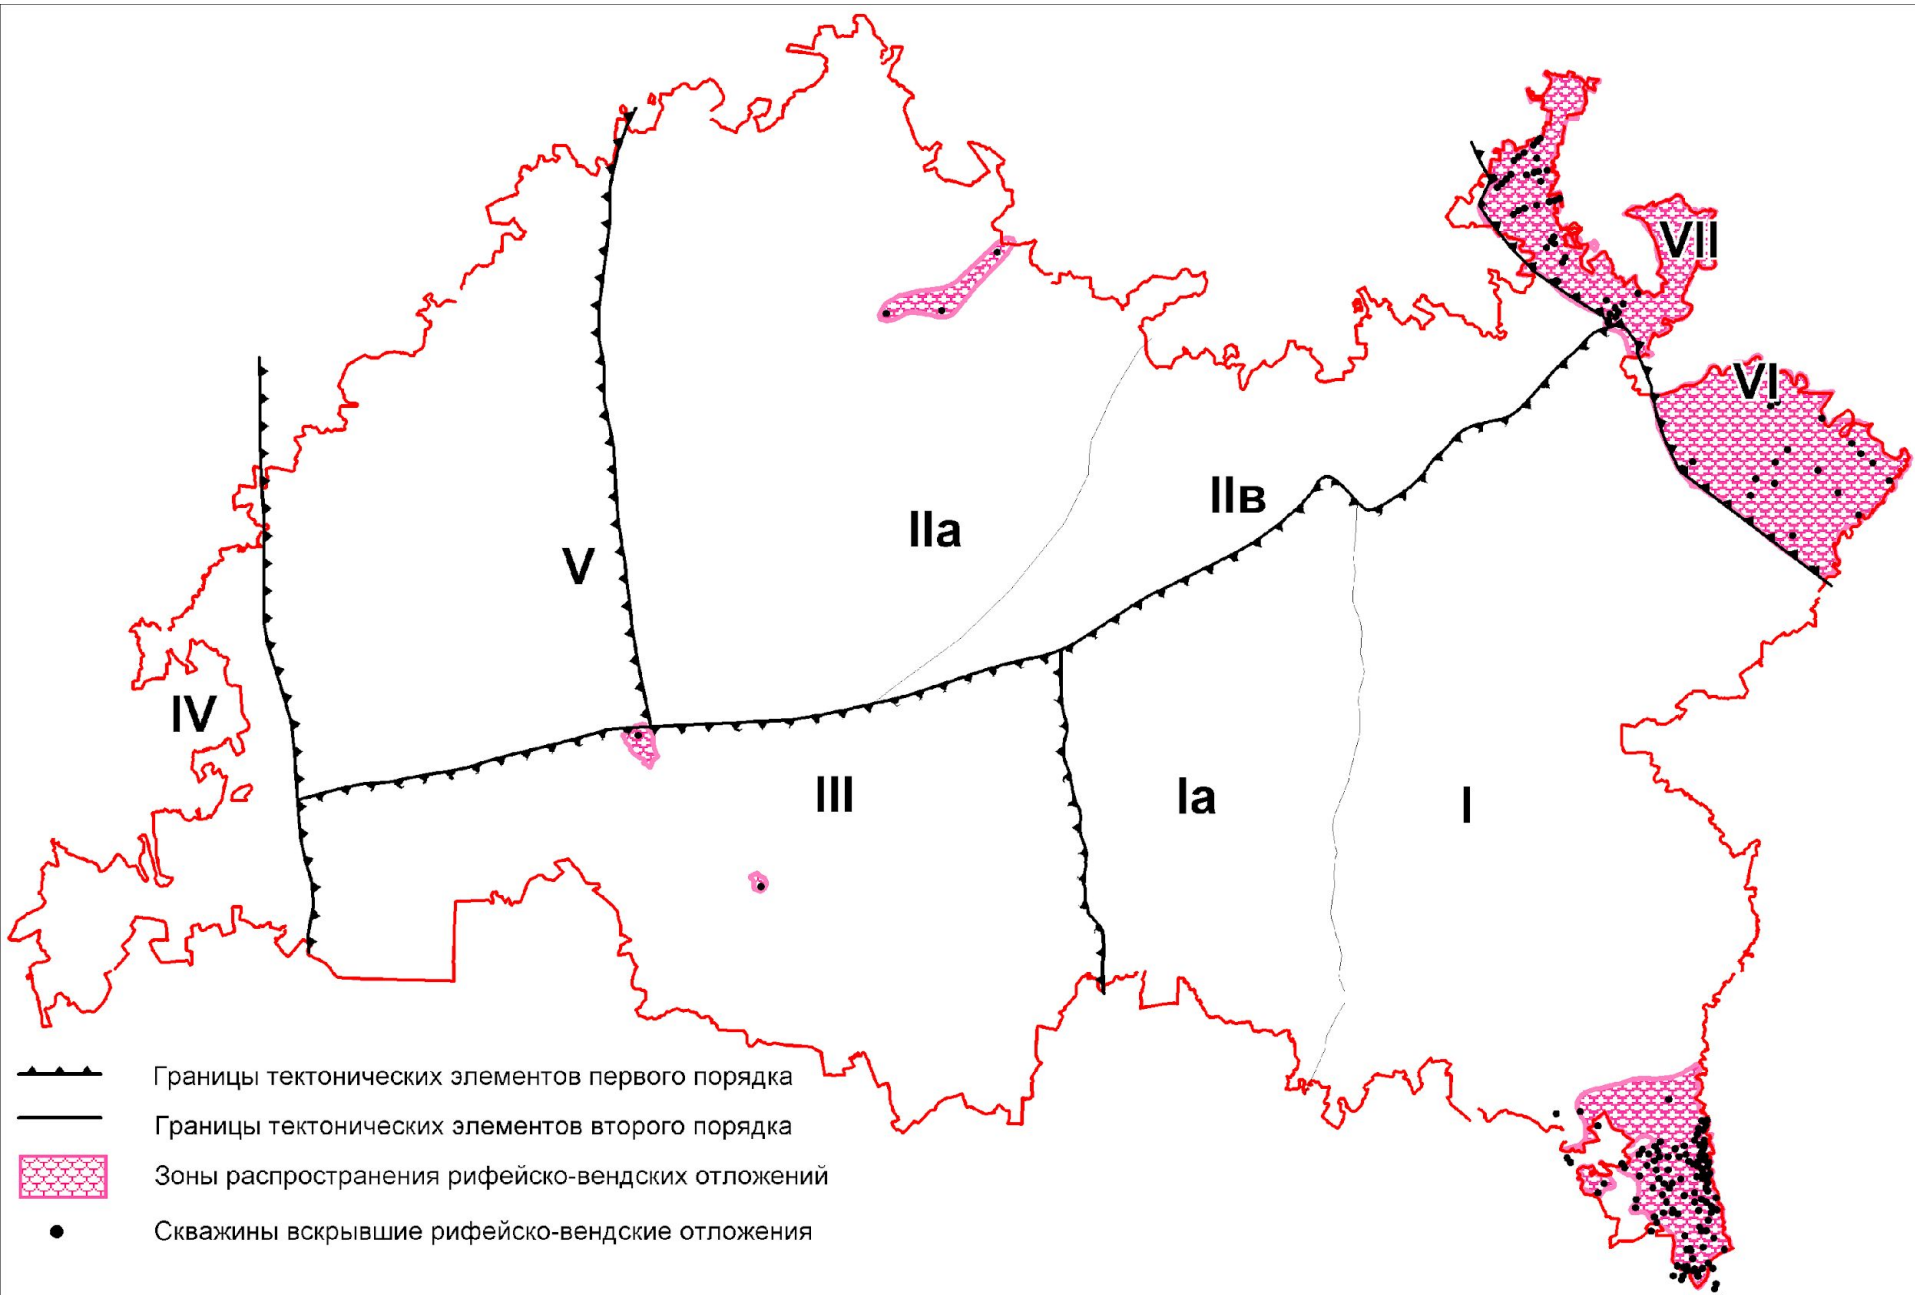 VII
VI
IIв
IIа
V
IV
III
Iа
I
Границы тектонических элементов первого порядка
Границы тектонических элементов второго порядка
Зоны распространения рифейско-вендских отложений
Скважины вскрывшие рифейско-вендские отложения